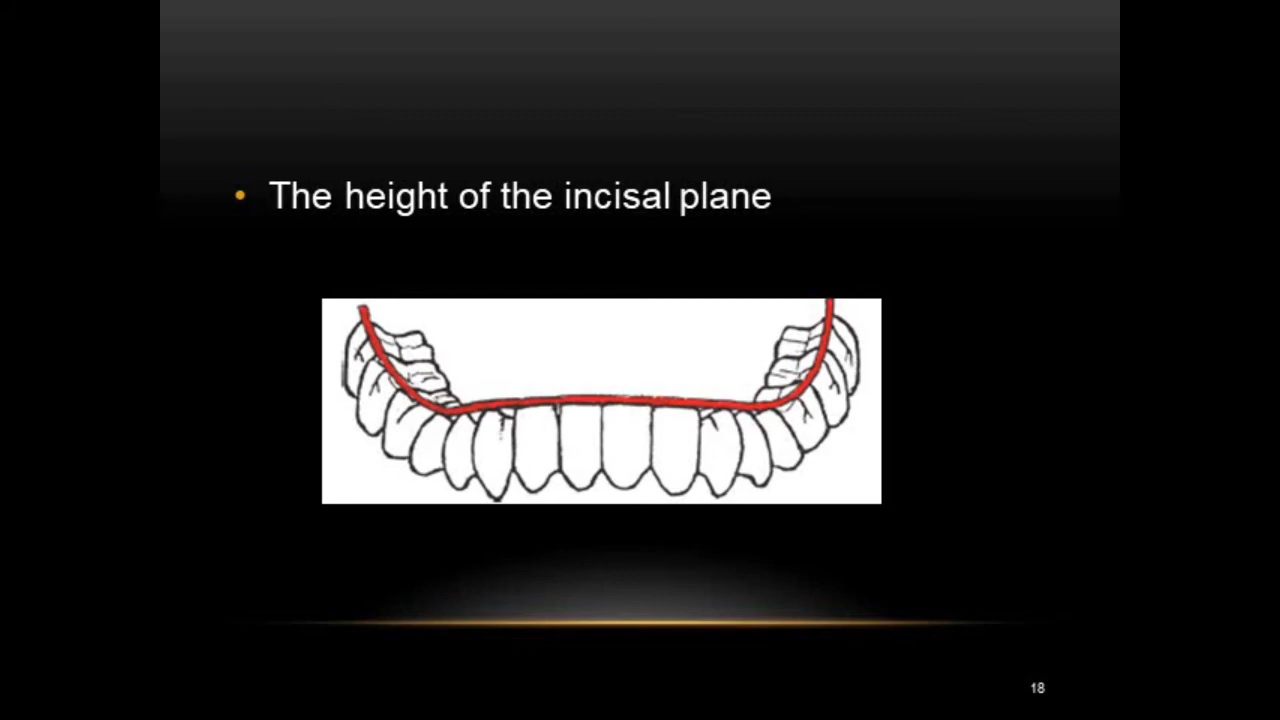 • The height of the incisal plane
18